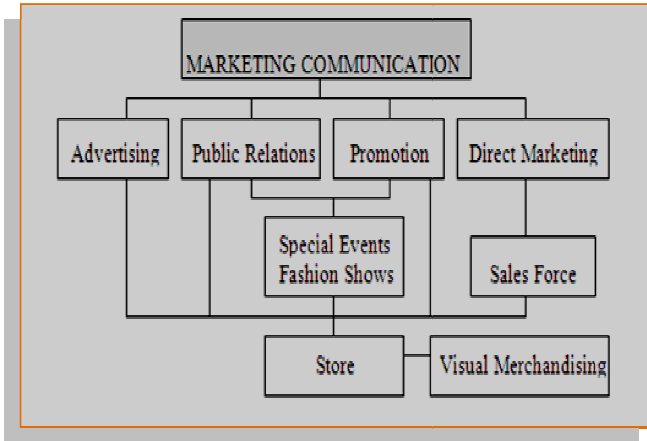 MARKETING COMMUNICATION
Advertising
Public Relations
Promotion
Direct Marketing
Special Events
Fashion Shows
Sales Force
Store
Visual Merchandising